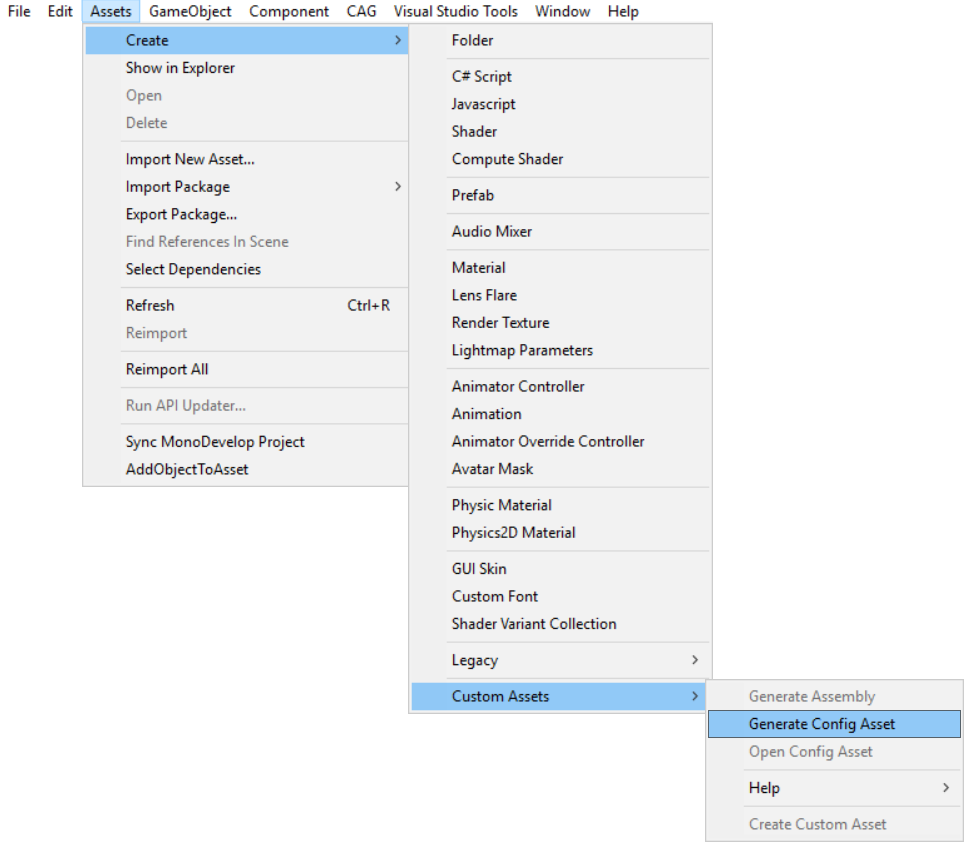 File Edit Assets GameObject Component CAG Visual Studio Tools Window Help
Create
Show in Explorer
Open
Delete
Import New Asset...
Import Package
Export Package...
Find References In Scene
Select Dependencies
Refresh Ctrl+R
Reimport
Reimport All
Run API Updater...
Sync MonoDevelop Project
AddObjectToAsset
Folder
C# Script
Javascript
Shader
Compute Shader
Prefab
Audio Mixer
Material
Lens Flare
Render Texture
Lightmap Parameters
Animator Controller
Animation
Animator Override Controller
Avatar Mask
Physic Material
Physics2D Material
GUI Skin
Custom Font
Shader Variant Collection
Legacy
Custom Assets
Generate Assembly
Generate Config Asset
Open Config Asset
Help
Create Custom Asset